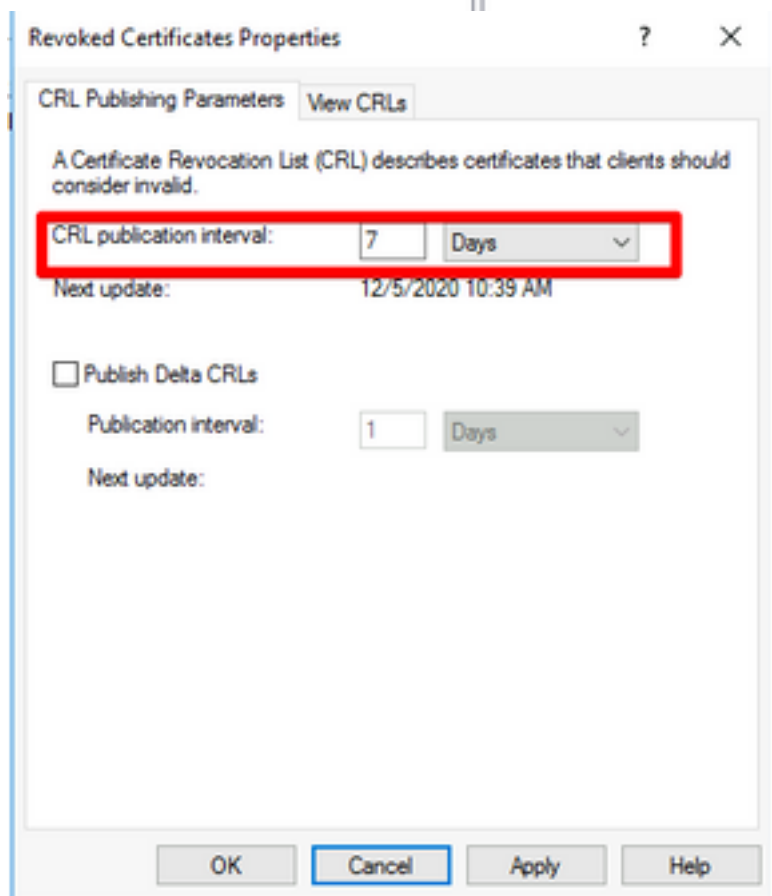 Revoked Certificates Properties
?
CRL Publishing Parameters
View CRLs
A Certificate Revocation List (CRL) describes certificates that clients should
consider invalid.
CRL publication interval: 7 Days
Next update: 12/5/2020 10:39 AM
Publish Delta CRLs
Publication interval: 1 Days
Next update:
OK Cancel Apply Help